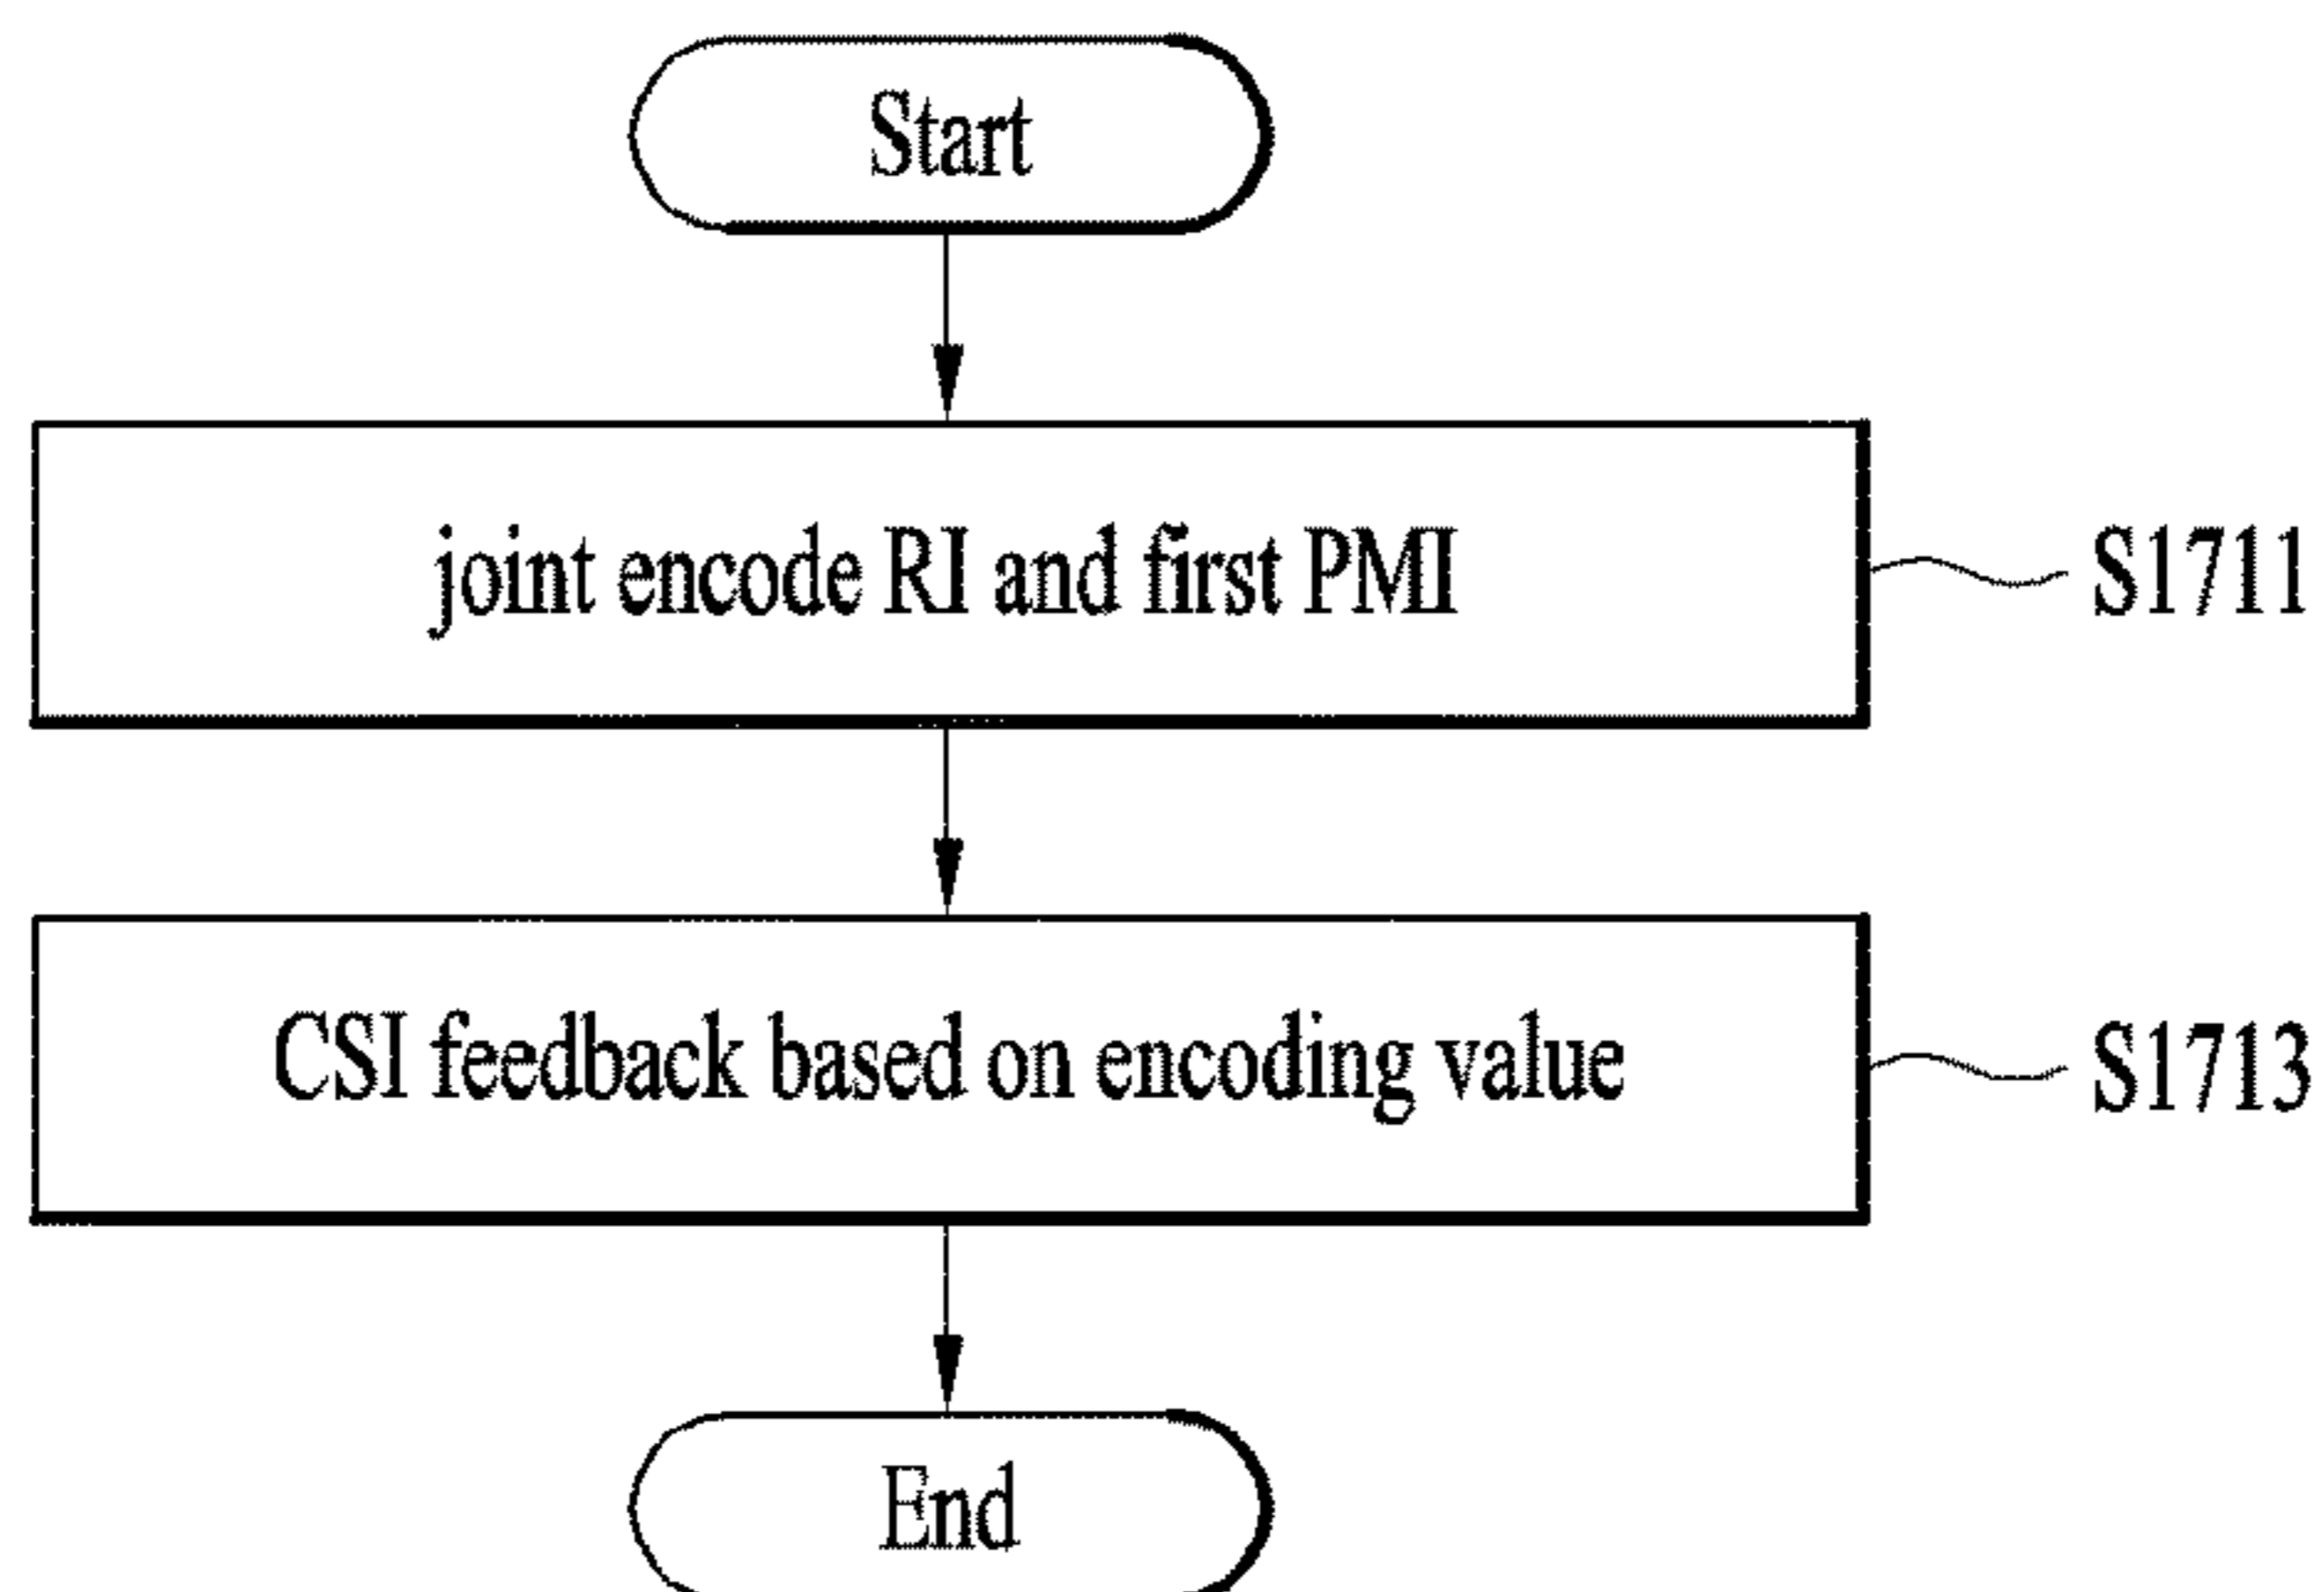 Start
joint encode RI and first PMI
S1711
CSI feedback based on encoding value
S1713
End